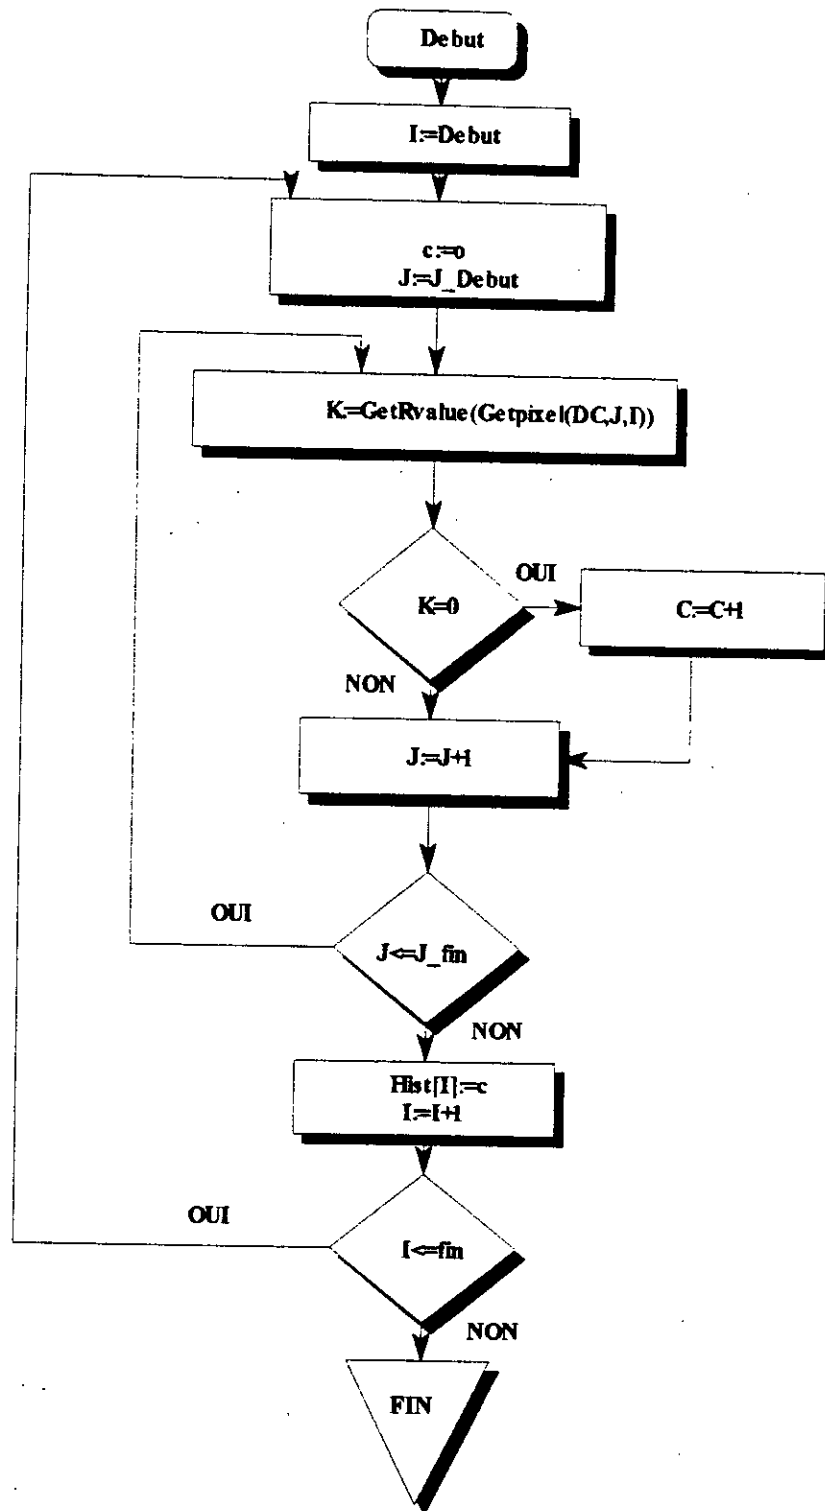 Debut
I:=Debut
c:=o
J:=J_Debut
K:=GetRvalue(Getpixel(DC,J,I))
K=0
OUI
C:=C+1
NON
J:=J+1
OUI
J<=J_fin
NON
Hist[I]:=c
I:=I+1
OUI
I<=fin
NON
FIN